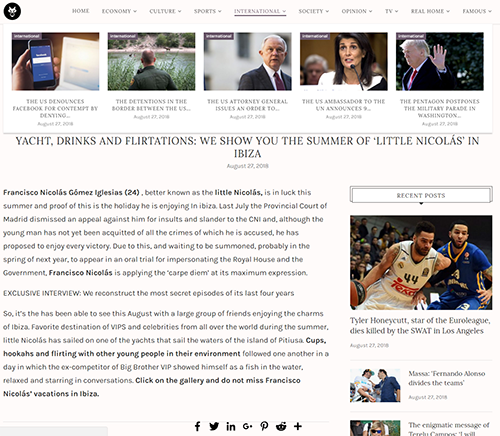 HOME ECONOMY CULTURE SPORTS INTERNATIONAL SOCIETY OPINION TV REAL HOME FAMOUS
International International International International International
THE US DENOUNCES FACEBOOK FOR CONTEMPT BY DENYING...
August 27, 2018
THE DETENTIONS IN THE BORDER BETWEEN THE US...
August 27, 2018
THE US ATTORNEY GENERAL ISSUES AN ORDER TO...
August 27, 2018
THE US AMBASSADOR TO THE UN ANNOUNCES 9...
August 27, 2018
THE PENTAGON POSTPONES THE MILITARY PARADE IN WASHINGTON...
August 27, 2018
YACHT, DRINKS AND FLIRTATIONS: WE SHOW YOU THE SUMMER OF ‘LITTLE NICOLÁS’ IN
IBIZA
August 27, 2018
Francisco Nicolás Gómez Iglesias (24) , better known as the little Nicolás, is in luck this
summer and proof of this is the holiday he is enjoying in ibiza. Last July the Provincial Court of
Madrid dismissed an appeal against him for insults and slander to the CNI and, although the
young man has not yet been acquitted of all the crimes of which he is accused, he has
proposed to enjoy every victory. Due to this, and waiting to be summoned, probably in the
spring of next year, to appear in an oral trial for impersonating the Royal House and the
Government, Francisco Nicolás is applying the ‘carpe diem’ at its maximum expression.
EXCLUSIVE INTERVIEW: We reconstruct the most secret episodes of its last four years
So, it’s the has been able to see this August with a large group of friends enjoying the charms
of Ibiza. Favorite destination of VIPS and celebrities from all over the world during the summer,
little Nicolás has sailed on one of the yachts that sail the waters of the island of Pitiusa. Cups,
hookahs and flirting with other young people in their environment followed one another in a
day in which the ex-competitor of Big Brother VIP showed himself as a fish in the water,
relaxed and starring in conversations. Click on the gallery and do not miss Francisco
Nicolás’ vacations in Ibiza.
RECENT POSTS
Tyler Honeycutt, star of the Euroleague,
dies killed by the SWAT in Los Angeles
August 27, 2018
Massa: ‘Fernando Alonso
divides the teams’
August 27, 2018
The enigmatic message of
Terelu Campos: ‘I will